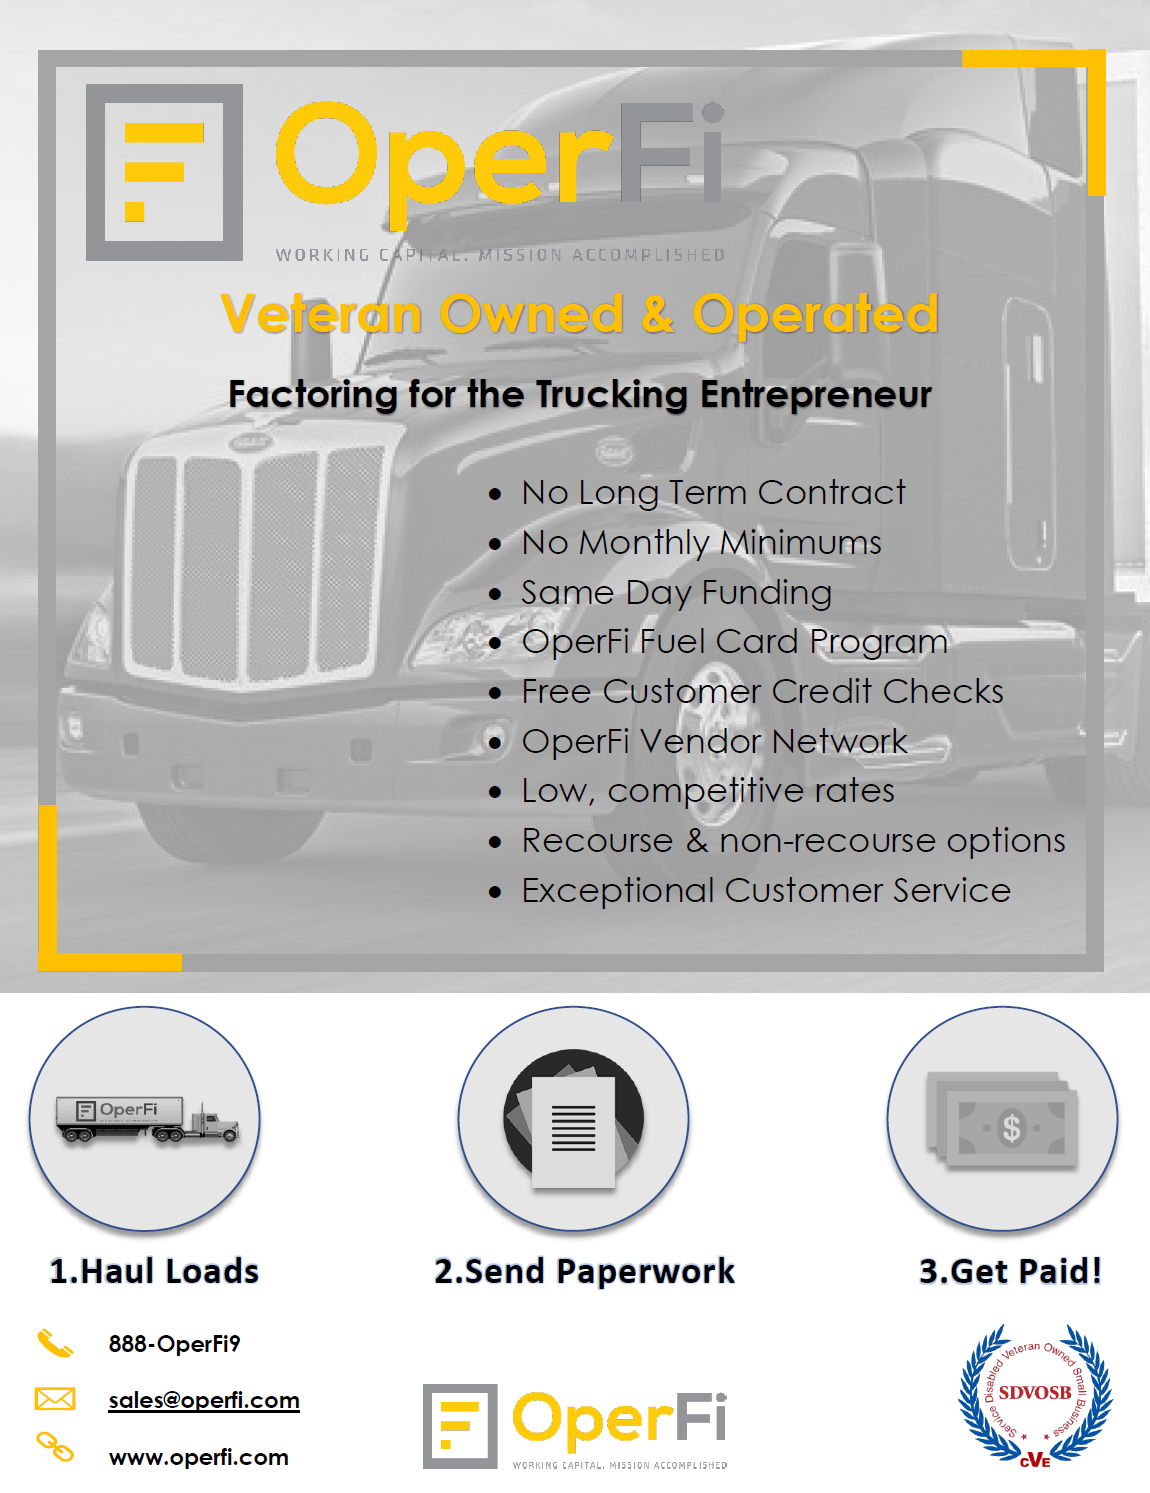 OperFi
WORKING CAPITAL. MISSION ACCOMPLISHED
Veteran Owned & Operated
Factoring for the Trucking Entrepreneur
• No Long Term Contract
• No Monthly Minimums
• Same Day Funding
• OperFi Fuel Card Program
• Free Customer Credit Checks
• OperFi Vendor Network
• Low, competitive rates
• Recourse & non-recourse options
• Exceptional Customer Service
OperFi
$
1.Haul Loads
2.Send Paperwork
3.Get Paid!
888-OperFi9
sales@operfi.com
www.operfi.com
OperFi
WORKING CAPITAL. MISSION ACCOMPLISHED
Service Disabled Veteran Owned Small Business
SDVOSB
CVE